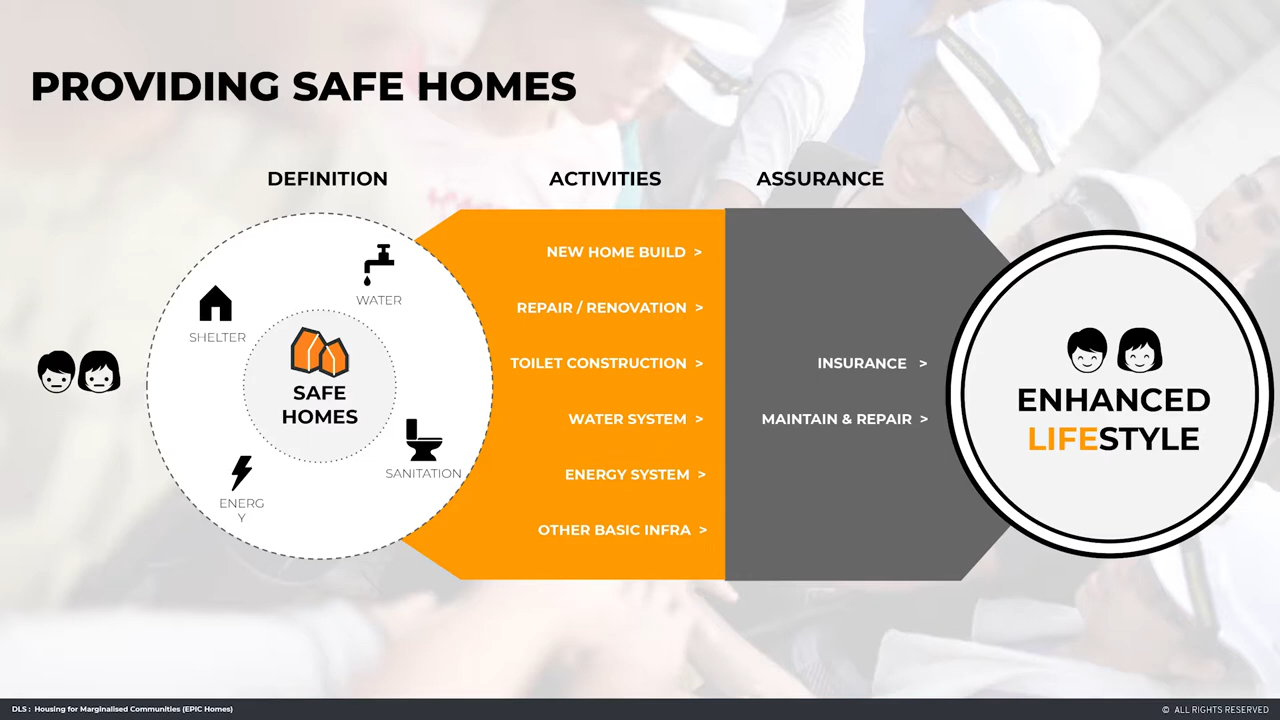 PROVIDING SAFE HOMES
DEFINITION
ACTIVITIES
ASSURANCE
WATER
SHELTER
SAFE
HOMES
SANITATION
ENERG
Y
NEW HOME BUILD >
REPAIR / RENOVATION >
TOILET CONSTRUCTION >
WATER SYSTEM >
ENERGY SYSTEM >
OTHER BASIC INFRA >
INSURANCE >
MAINTAIN & REPAIR >
ENHANCED
LIFESTYLE
DLS : Housing for Marginalised Communities (EPIC Homes)
© ALL RIGHTS RESERVED